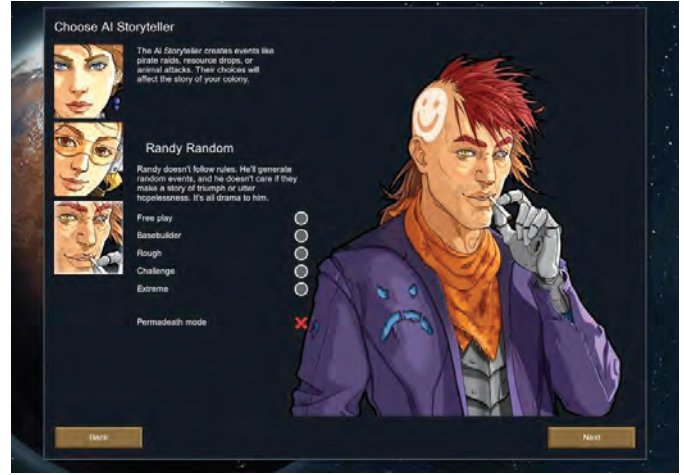 Choose AI Storyteller
The AI Storyteller creates events like
pirate raids, resource drops, or
animal attacks. Their choices will
affect the story of your colony.
Randy Random
Randy doesn't follow rules. He'll generate
random events, and he doesn't care if they
make a story of triumph or utter
hopelessness. It's all drama to him.
Free play
Basebuilder
Rough
Challenge
Extreme
Permadeath mode
Back
Next